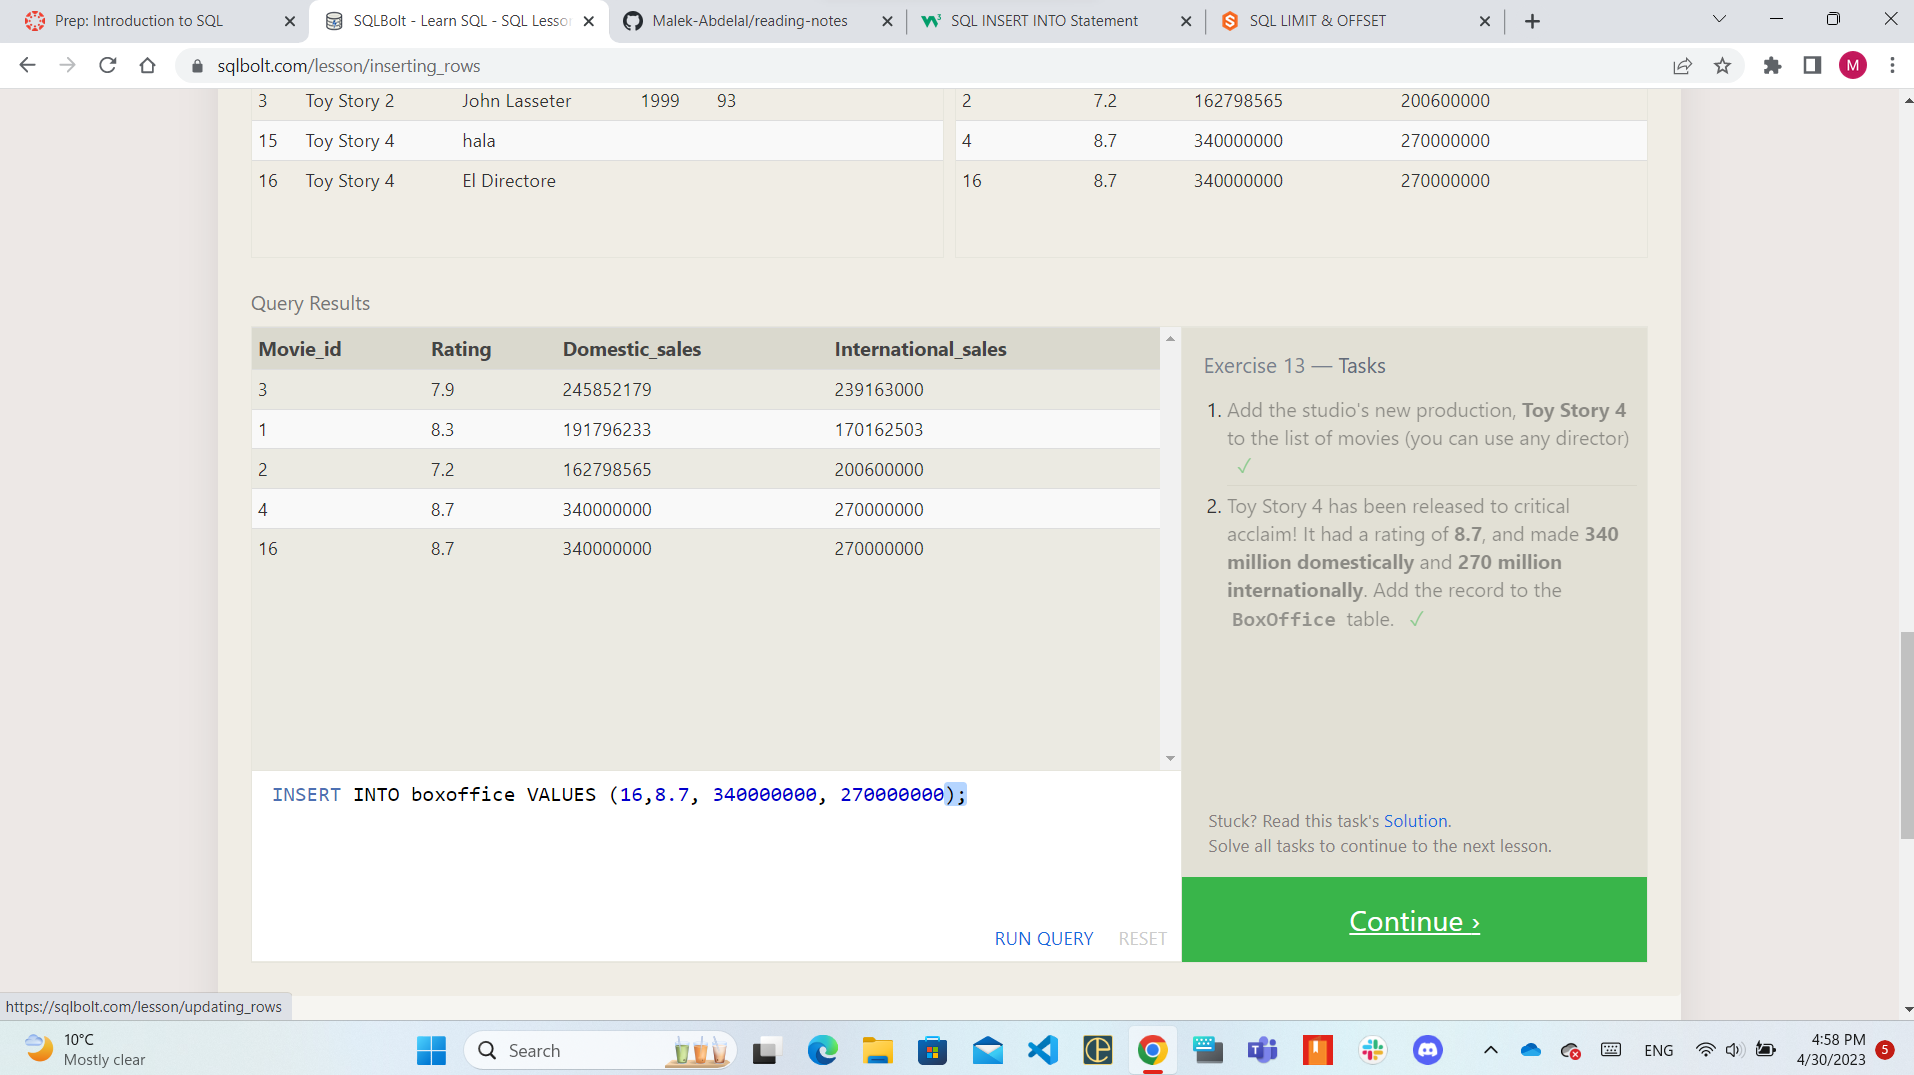 Prep: Introduction to SQL
SQLBolt - Learn SQL - SQL Lesson
Malek-Abdelal/reading-notes
SQL INSERT INTO Statement
SQL LIMIT & OFFSET
sqlbolt.com/lesson/inserting_rows
M
3 Toy Story 2 John Lasseter 1999 93
15 Toy Story 4 hala
16 Toy Story 4 El Directore
2 7.2 162798565 200600000
4 8.7 340000000 270000000
16 8.7 340000000 270000000
Query Results
Movie_id Rating Domestic_sales International_sales
3 7.9 245852179 239163000
1 8.3 191796233 170162503
2 7.2 162798565 200600000
4 8.7 340000000 270000000
16 8.7 340000000 270000000
Exercise 13 — Tasks
1. Add the studio's new production, Toy Story 4
to the list of movies (you can use any director)
✓
2. Toy Story 4 has been released to critical
acclaim! It had a rating of 8.7, and made 340
million domestically and 270 million
internationally. Add the record to the
BoxOffice table. ✓
INSERT INTO boxoffice VALUES (16,8.7, 340000000, 270000000);
RUN QUERY RESET
Stuck? Read this task's Solution.
Solve all tasks to continue to the next lesson.
Continue ›
https://sqlbolt.com/lesson/updating_rows
10°C
Mostly clear
Search
ENG
4:58 PM
4/30/2023
5